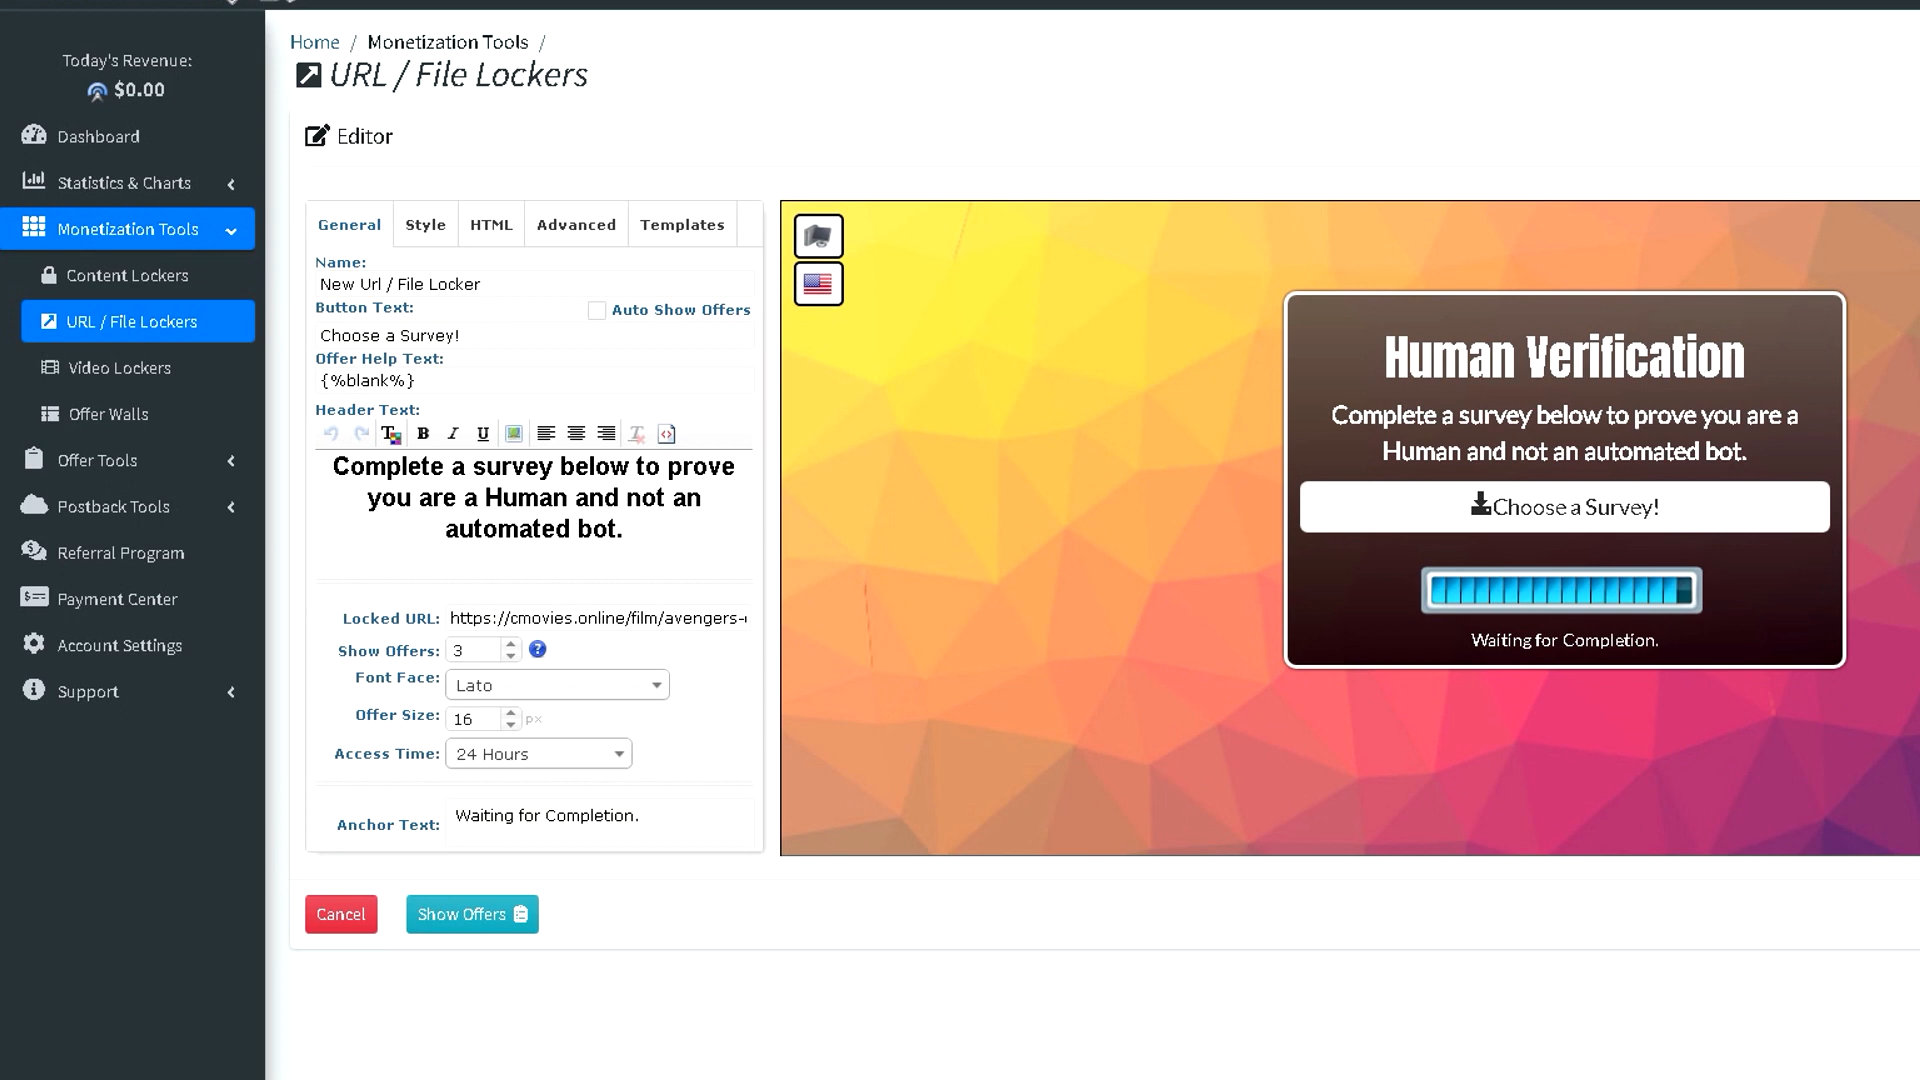 Today's Revenue:
$0.00
Dashboard
Statistics & Charts
Monetization Tools
Content Lockers
URL / File Lockers
Video Lockers
Offer Walls
Offer Tools
Postback Tools
Referral Program
Payment Center
Account Settings
Support
Home / Monetization Tools /
URL / File Lockers
Editor
General Style HTML Advanced Templates
Name:
New Url / File Locker
Button Text: Auto Show Offers
Choose a Survey!
Offer Help Text:
{%blank%}
Header Text:
B I U
Complete a survey below to prove
you are a Human and not an
automated bot.
Locked URL: https://cmovies.online/film/avengers-
Show Offers: 3
Font Face: Lato
Offer Size: 16 px
Access Time: 24 Hours
Anchor Text: Waiting for Completion.
Cancel Show Offers
Human Verification
Complete a survey below to prove you are a
Human and not an automated bot.
Choose a Survey!
Waiting for Completion.